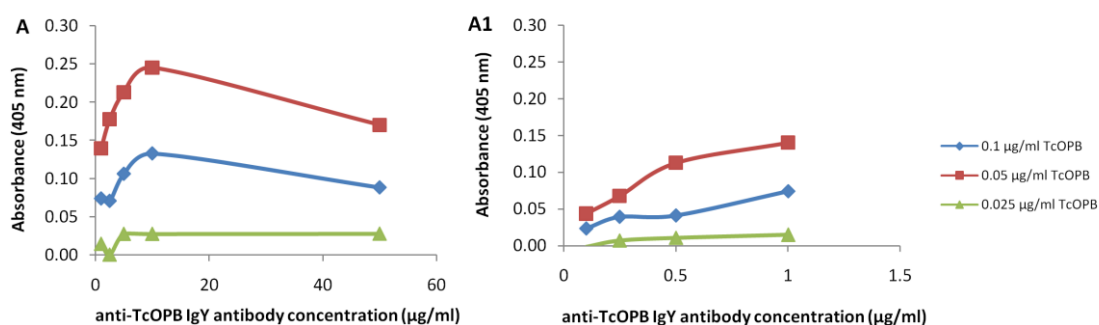 A
0.30
0.25
0.20
0.15
0.10
0.05
0.00
Absorbance (405 nm)
0
20
40
60
anti-TcOPB IgY antibody concentration (µg/ml)
A1
0.30
0.25
0.20
0.15
0.10
0.05
0.00
Absorbance (405 nm)
0
0.5
1
1.5
anti-TcOPB IgY antibody concentration (µg/ml)
0.1 µg/ml TcOPB
0.05 µg/ml TcOPB
0.025 µg/ml TcOPB